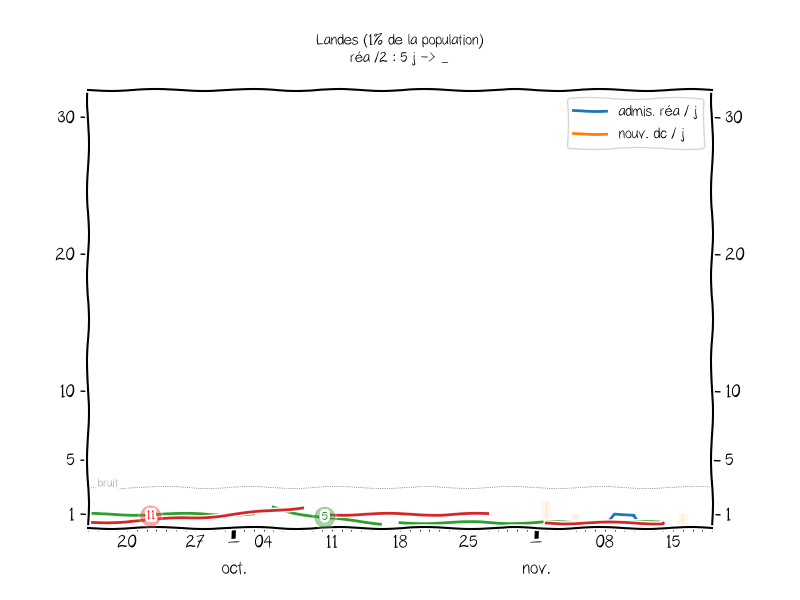 Landes (1% de la population)
réa /2 : 5 j -> _
admis. réa / j
nouv. dc / j
30
30
20
20
10
10
5
5
bruit
1
1
11
5
20
27
04
11
18
25
08
15
oct.
nov.